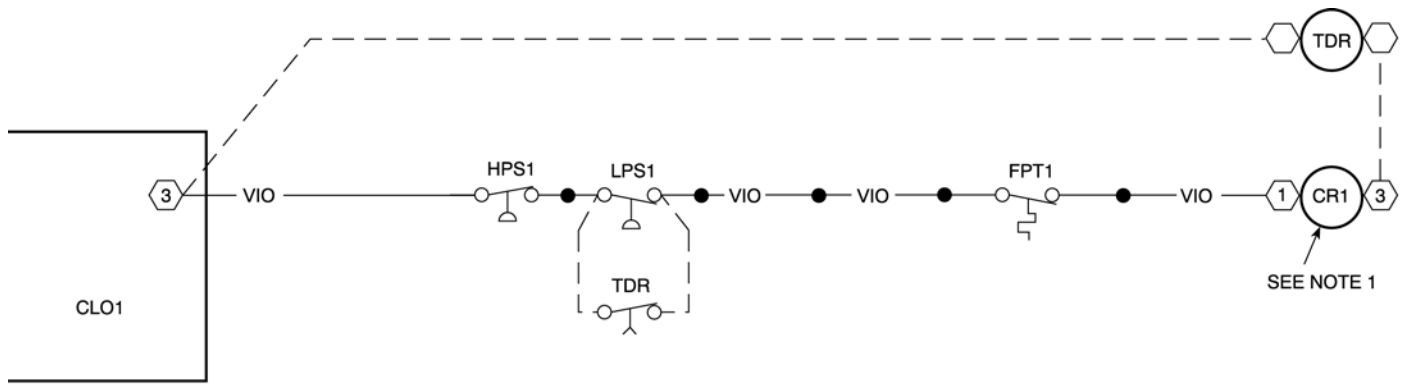 TDR
HPS1
LPS1
FPT1
3
VIO
VIO
VIO
VIO
1
CR1
3
TDR
SEE NOTE 1
CLO1